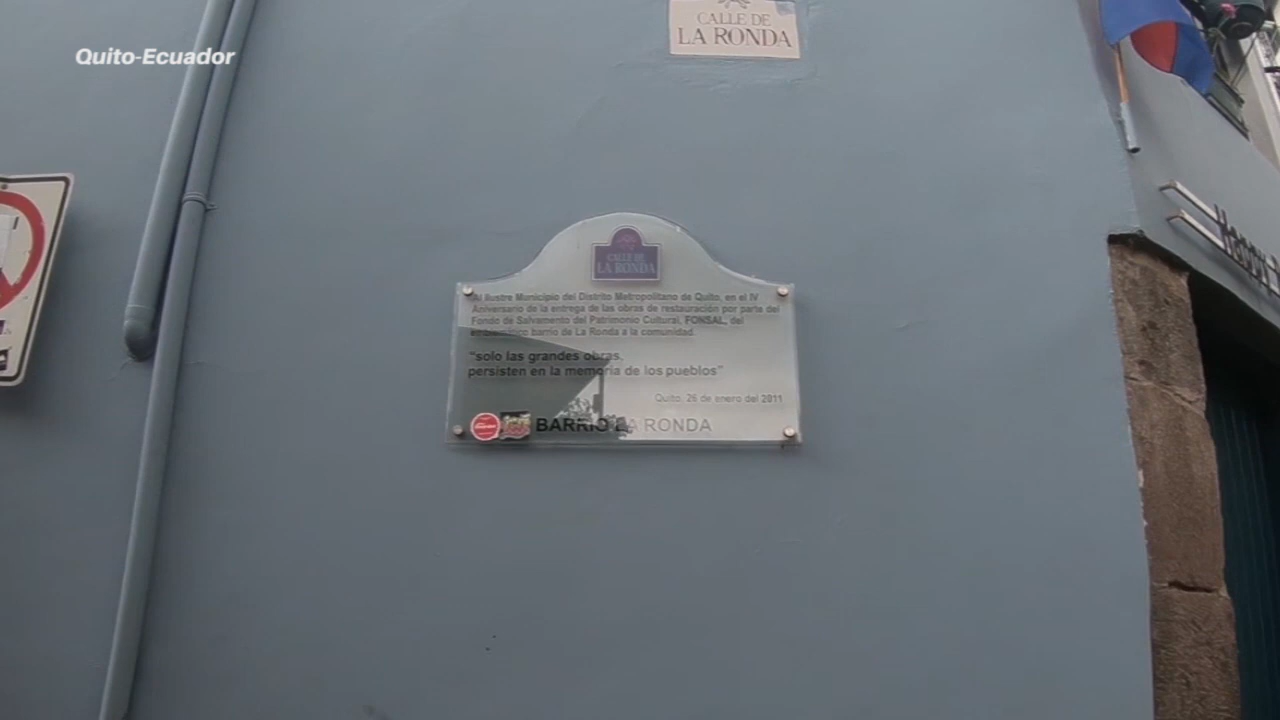 Quito-Ecuador
CALLE DE
LA RONDA
CALLE DE
LA RONDA
Al Ilustre Municipio del Distrito Metropolitano de Quito, en el IV
Aniversario de la entrega de las obras de restauración por parte del
Fondo de Salvamento del Patrimonio Cultural, FONSAL, del
barrio de La Ronda a la comunidad.
"solo las grandes obras,
persisten en la memoria de los pueblos"
Quito, 26 de enero del 2011
BARRIO LA RONDA